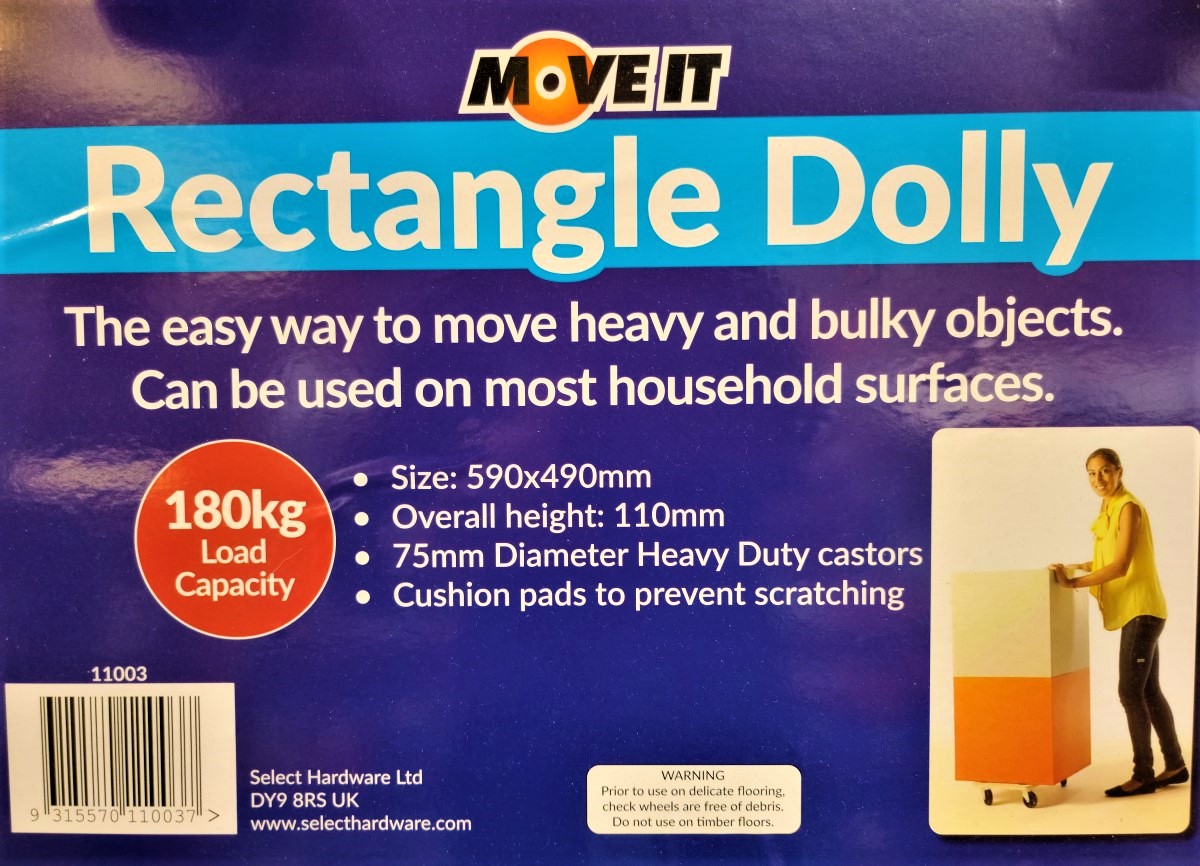 MOVE IT
Rectangle Dolly
The easy way to move heavy and bulky objects.
Can be used on most household surfaces.
180kg
Load
Capacity
• Size: 590x490mm
• Overall height: 110mm
• 75mm Diameter Heavy Duty castors
• Cushion pads to prevent scratching
11003
9 315570 110037 >
Select Hardware Ltd
DY9 8RS UK
www.selecthardware.com
WARNING
Prior to use on delicate flooring,
check wheels are free of debris.
Do not use on timber floors.